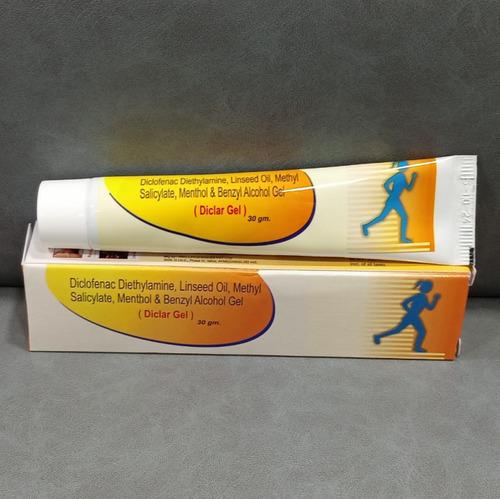 Diclofenac Diethylamine, Linseed Oil, Methyl
Salicylate, Menthol & Benzyl Alcohol Gel
( Diclar Gel )
30 gm.
Diclofenac Diethylamine, Linseed Oil, Methyl
Salicylate, Menthol & Benzyl Alcohol Gel
( Diclar Gel )
30 gm.